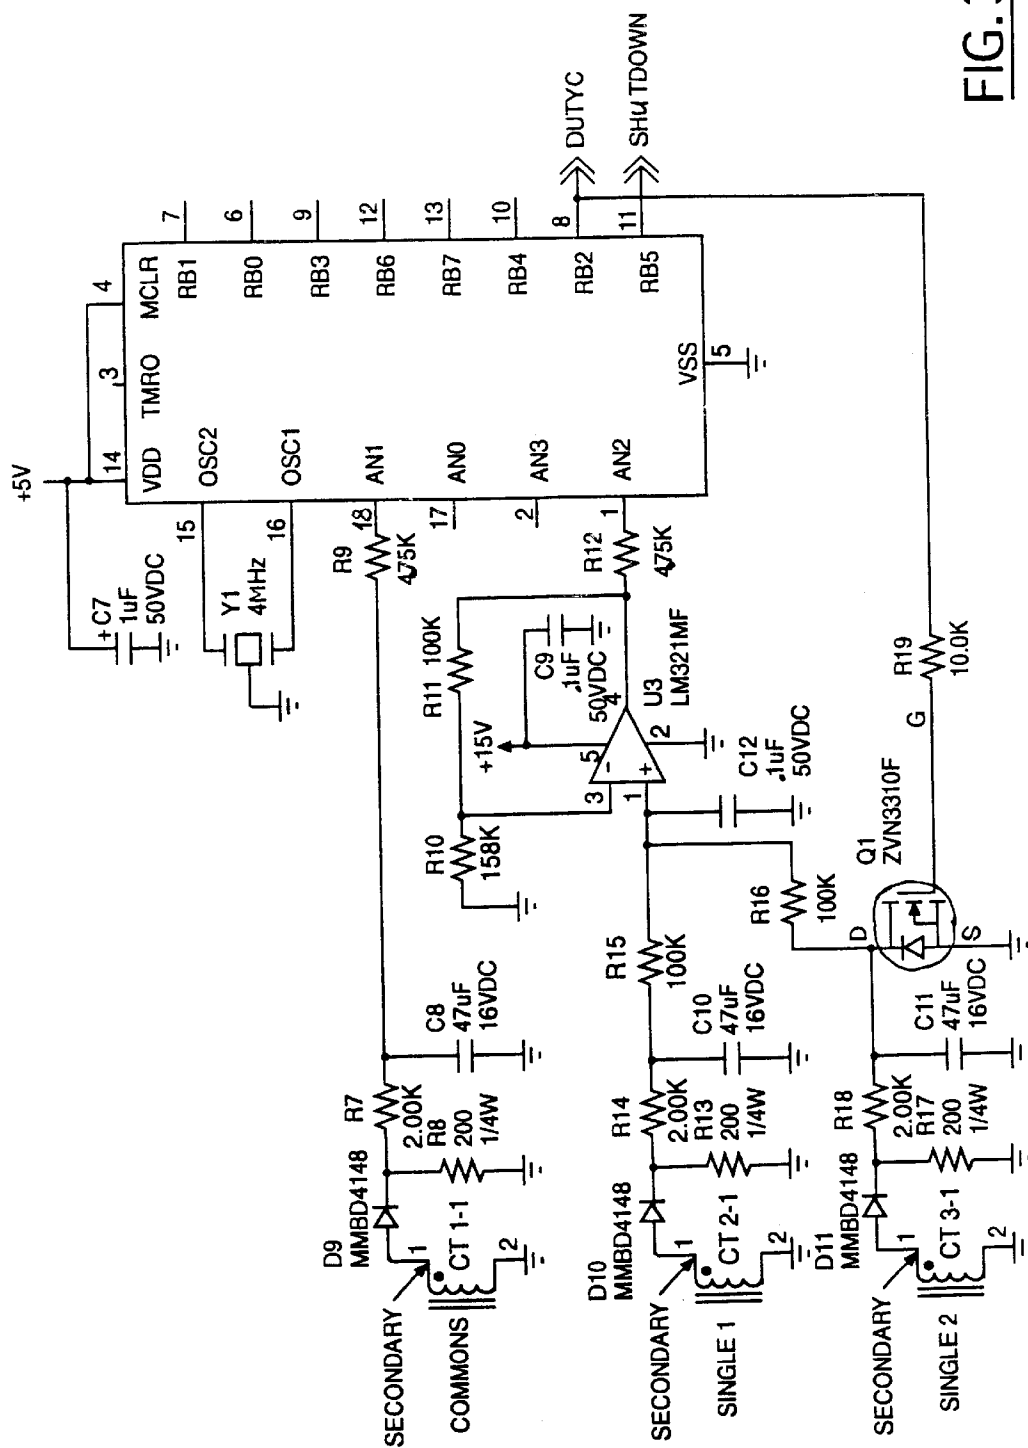 +5V
+C7
1uF
50VDC
Y1
4MHz
15
16
14
3
4
VDD
TMRO
MCLR
OSC2
OSC1
AN1
AN0
AN3
AN2
VSS
5
RB1
RB0
RB3
RB6
RB7
RB4
RB2
RB5
7
6
9
12
13
10
8
11
DUTYC
SHuTDOWN
18
17
2
1
R9
475K
R12
475K
R11 100K
+15V
C9
.1uF
50VDC
4
5
3
1
2
-
+
U3
LM321MF
R10
158K
C12
.1uF
50VDC
R15
100K
R16
100K
Q1
ZVN3310F
D
S
G
R19
10.0K
D9
MMBD4148
R7
2.00K
R8
200
1/4W
C8
47uF
16VDC
SECONDARY
COMMONS
1
CT 1-1
2
D10
MMBD4148
R14
2.00K
R13
200
1/4W
C10
47uF
16VDC
SECONDARY
SINGLE 1
1
CT 2-1
2
D11
MMBD4148
R18
2.00K
R17
200
1/4W
C11
47uF
16VDC
SECONDARY
SINGLE 2
1
CT 3-1
2